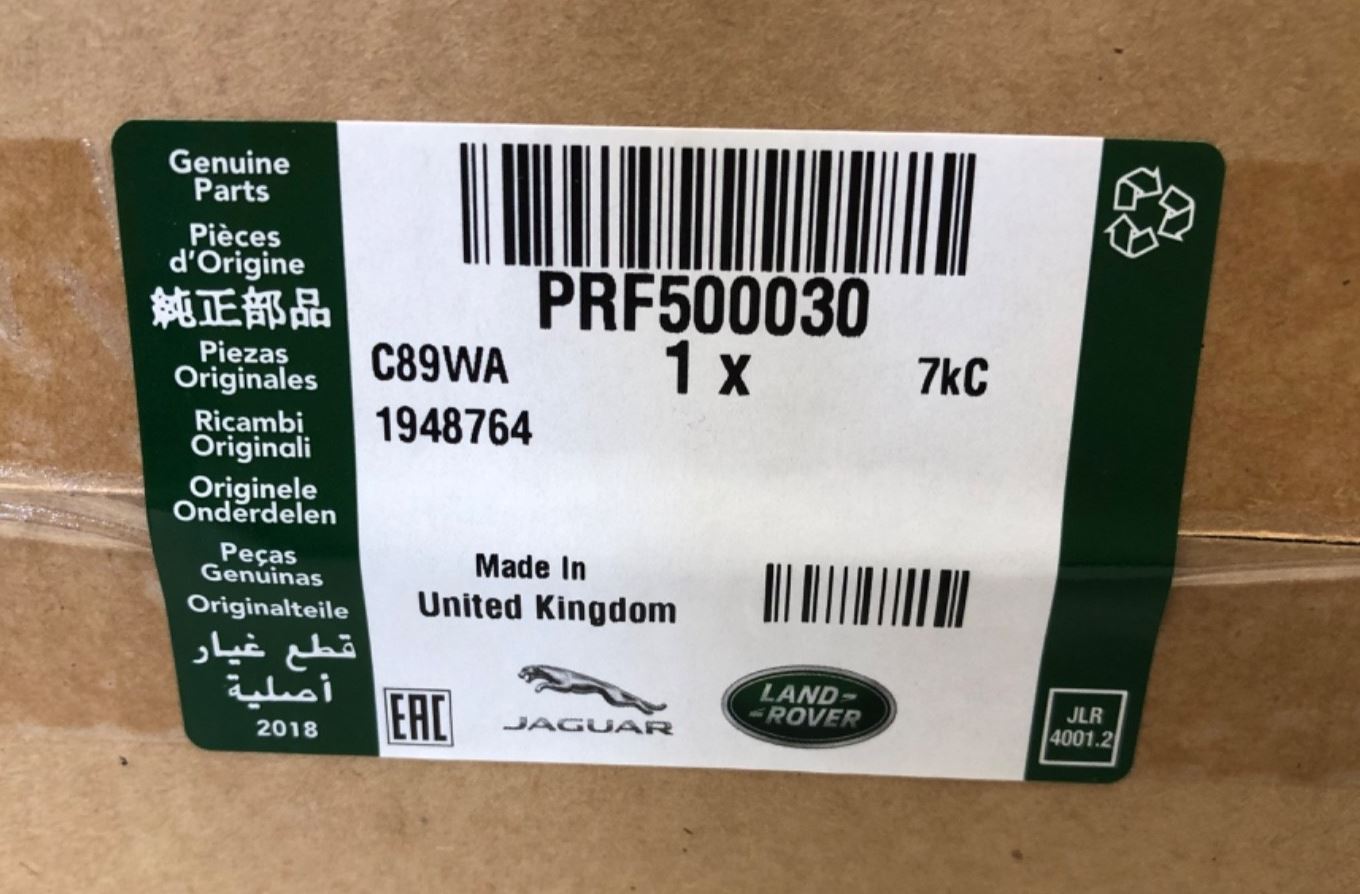 Genuine
Parts
Pièces
d'Origine
純正部品
Piezas
Originales
Ricambi
Originali
Originele
Onderdelen
Peças
Genuinas
Originalteile
قطع غيار
أصلية
2018
PRF500030
C89WA 1 x 7kC
1948764
Made In
United Kingdom
EAC
JAGUAR
LAND-
-ROVER
JLR
4001.2